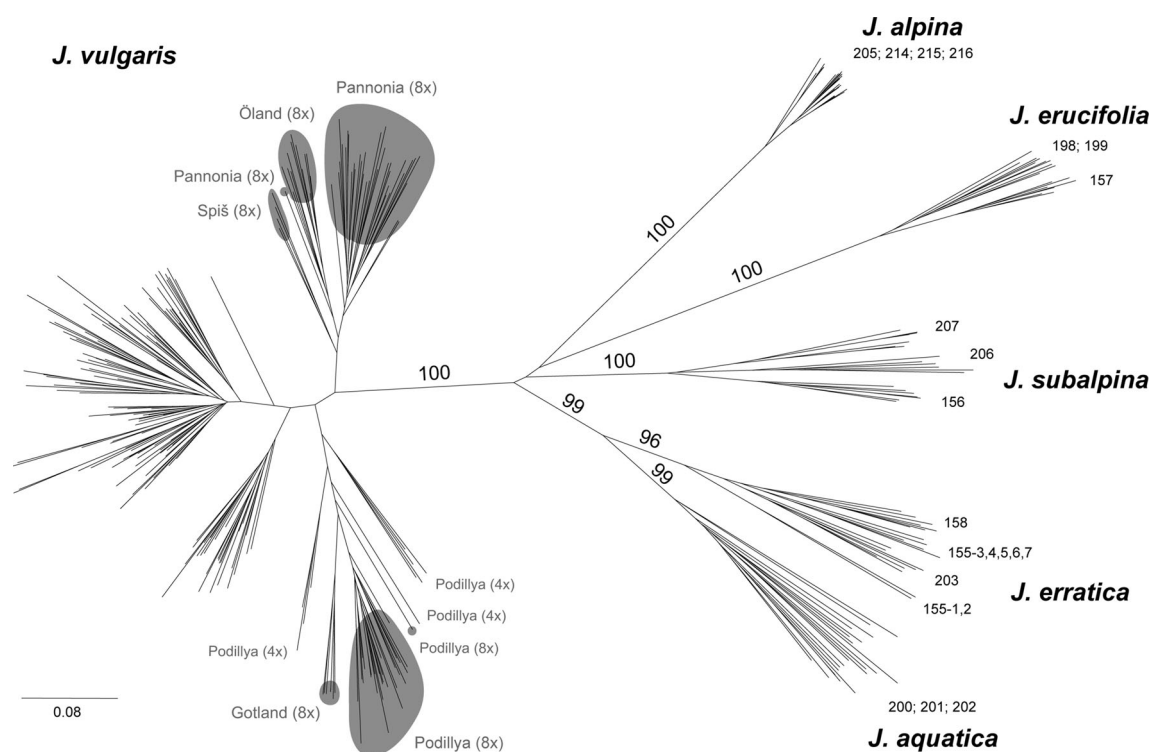 J. vulgaris
J. alpina
205; 214; 215; 216
Pannonia (8x)
Öland (8x)
Pannonia (8x)
Spiš (8x)
J. erucifolia
198; 199
157
100
100
207
206
100
100
J. subalpina
156
99
96
99
158
155-3,4,5,6,7
203
155-1,2
J. erratica
Podillya (4x)
Podillya (4x)
Podillya (8x)
Podillya (4x)
Gotland (8x)
Podillya (8x)
0.08
200; 201; 202
J. aquatica